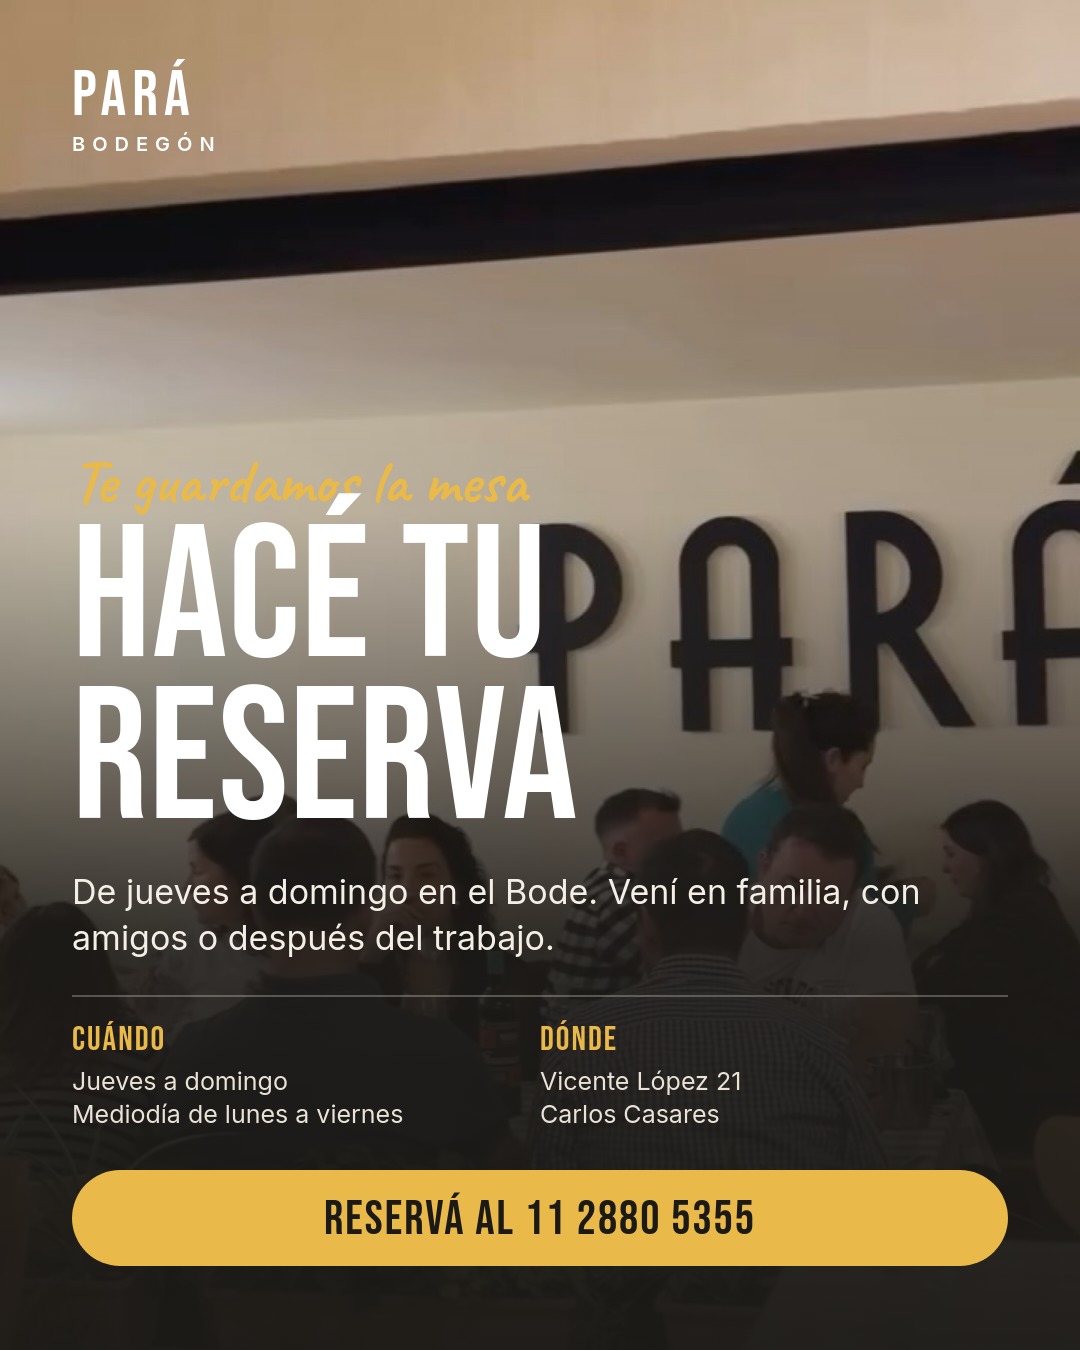 PARÁ
BODEGÓN
Te guardamos la mesa
HACÉ TU
RESERVA
PARÁ
De jueves a domingo en el Bode. Vení en familia, con
amigos o después del trabajo.
CUÁNDO
Jueves a domingo
Mediodía de lunes a viernes
DÓNDE
Vicente López 21
Carlos Casares
RESERVÁ AL 11 2880 5355